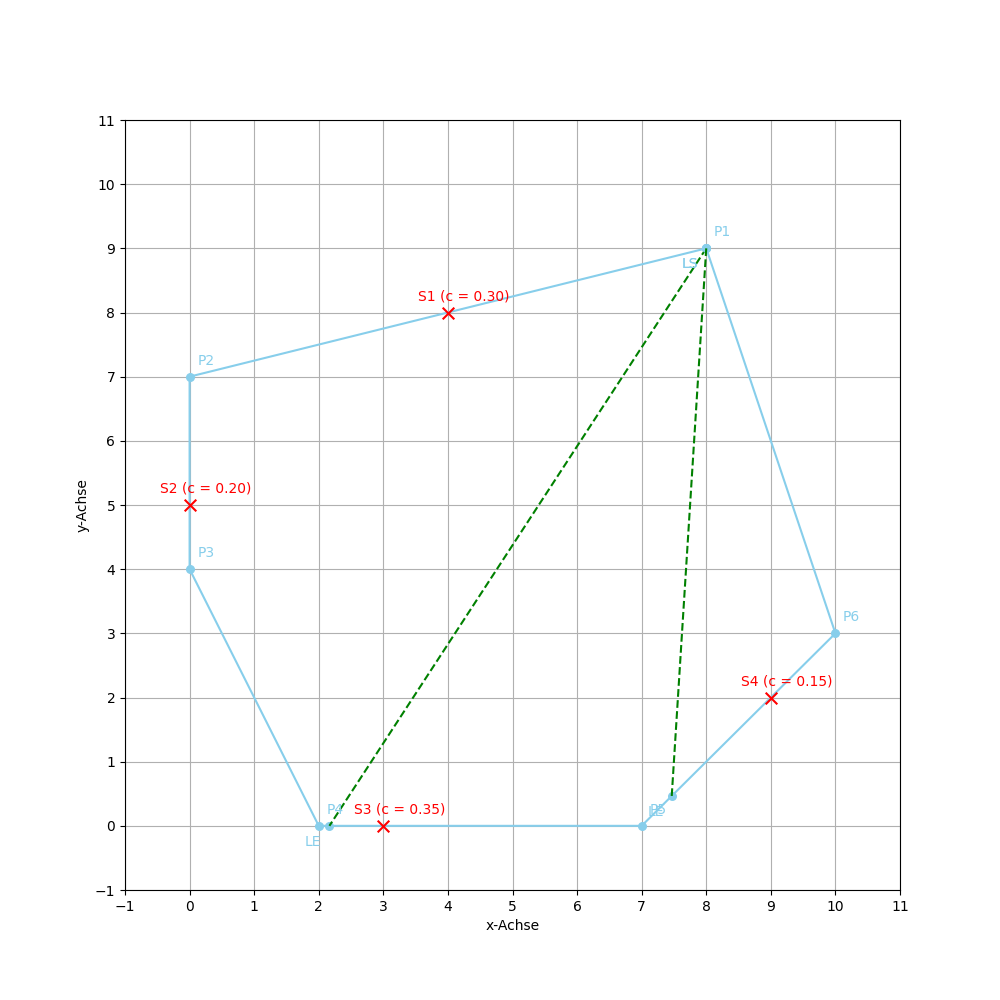 11
10
9
8
7
6
5
4
3
2
1
0
−1
y-Achse
P1
LS
S1 (c = 0.30)
P2
S2 (c = 0.20)
P3
P6
S4 (c = 0.15)
P4
S3 (c = 0.35)
P5
LE
−1 0 1 2 3 4 5 6 7 8 9 10 11
x-Achse